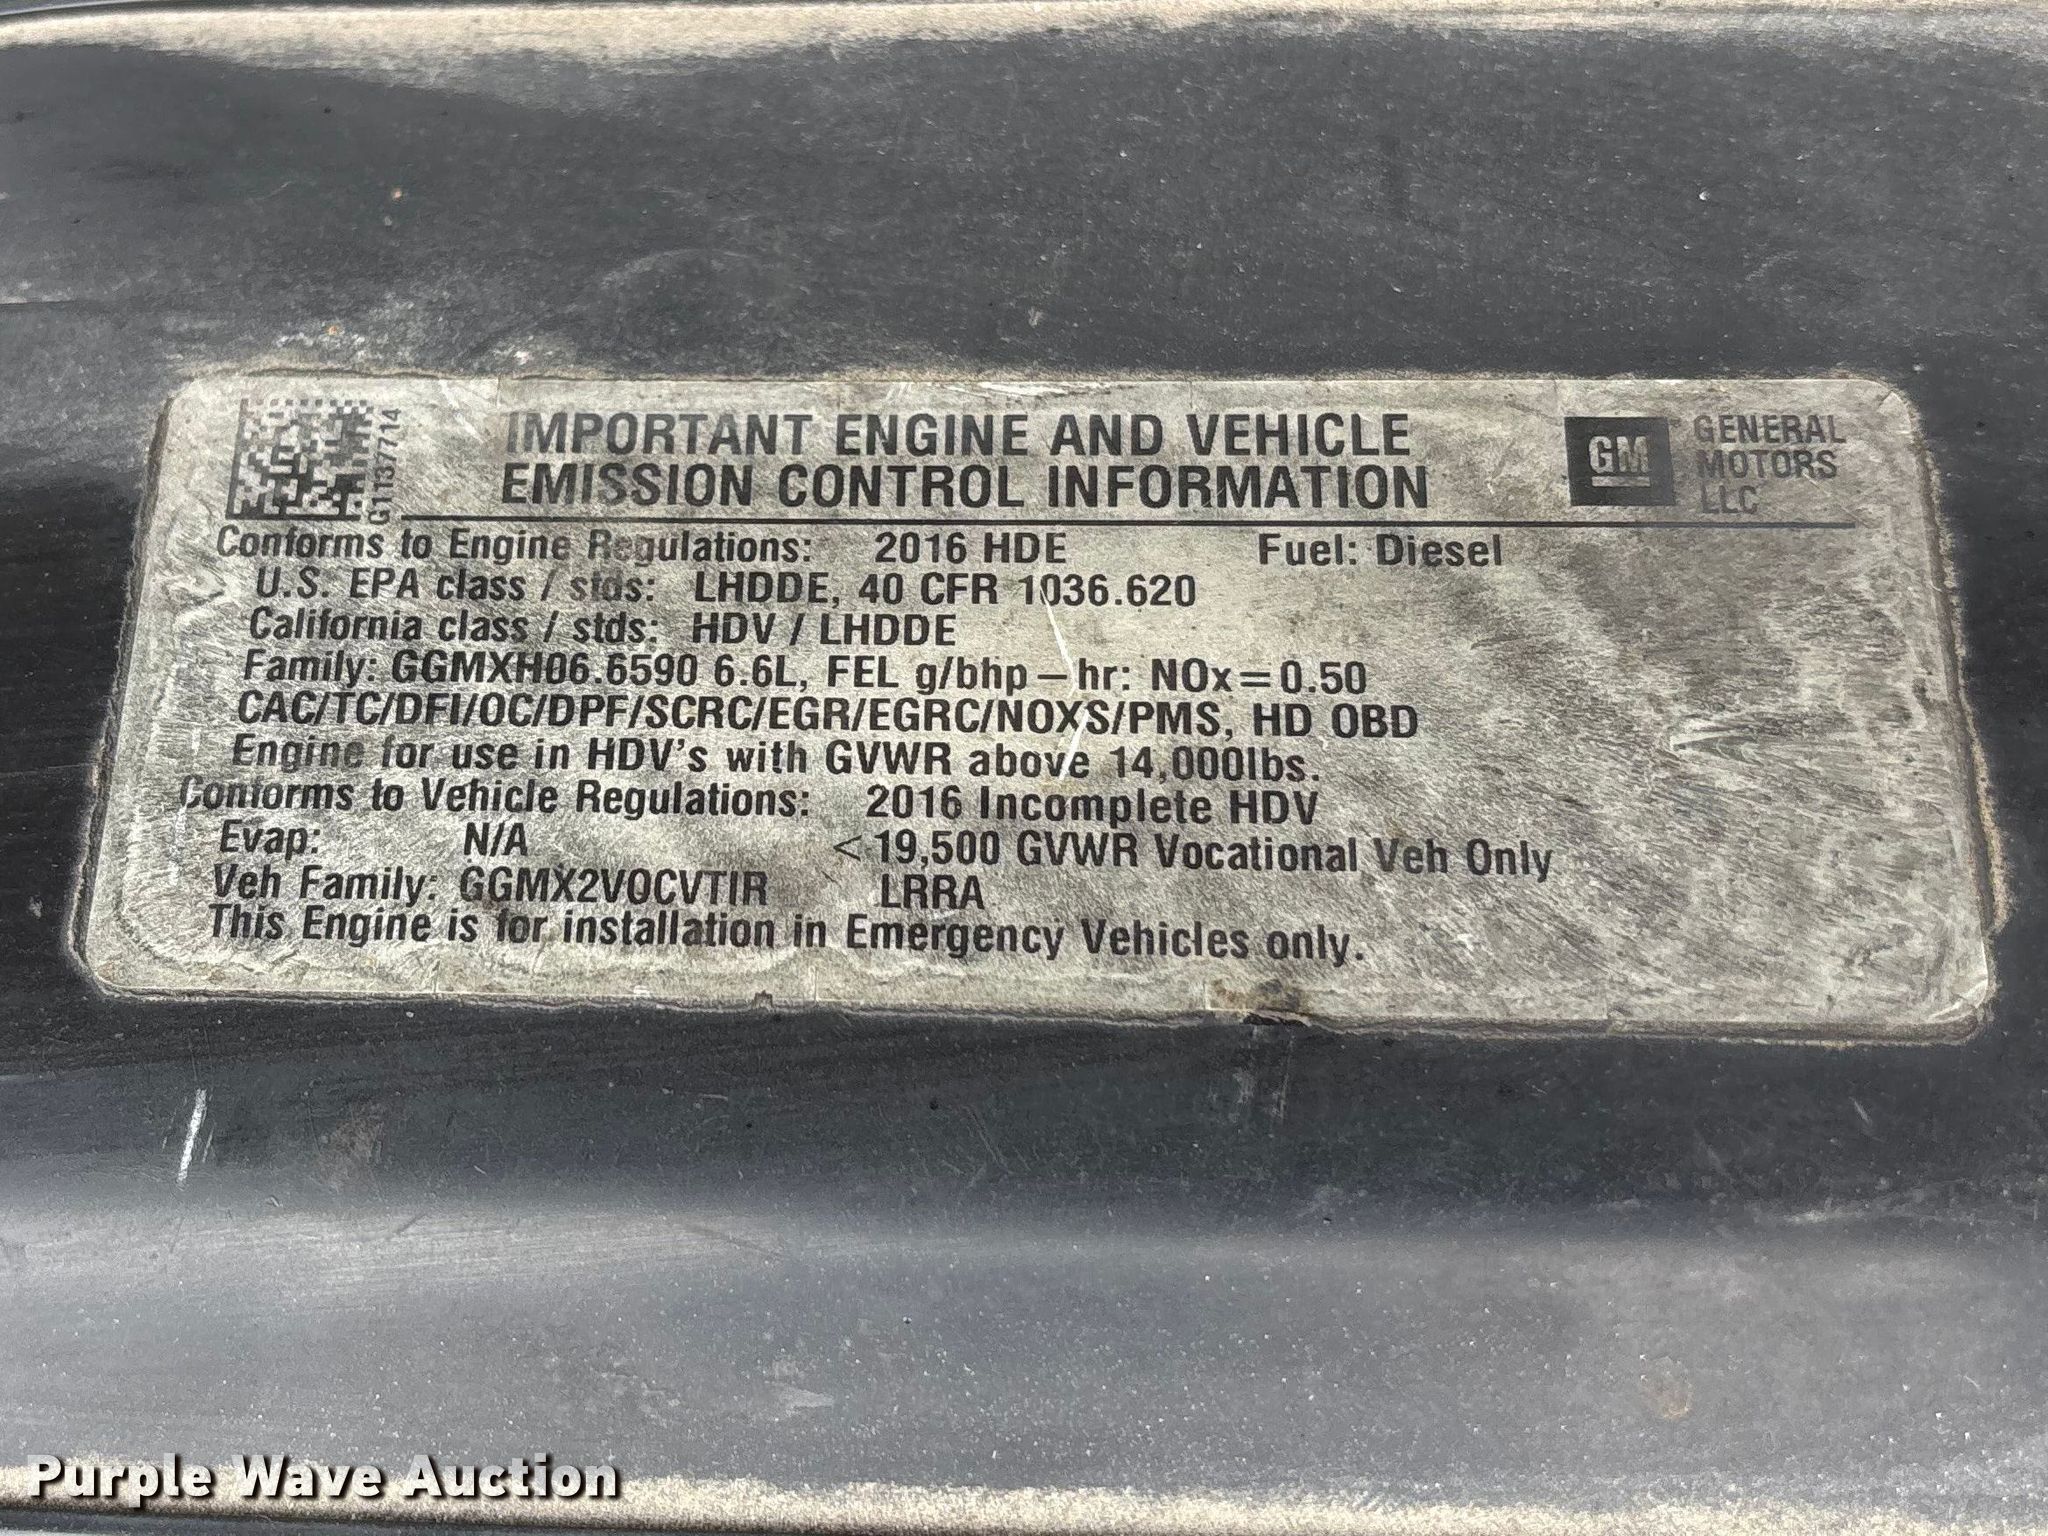 G1137714
IMPORTANT ENGINE AND VEHICLE
EMISSION CONTROL INFORMATION
GM
GENERAL
MOTORS
LLC
Conforms to Engine Regulations: 2016 HDE Fuel: Diesel
U.S. EPA class / stds: LHDDE, 40 CFR 1036.620
California class / stds: HDV / LHDDE
Family: GGMXH06.6590 6.6L, FEL g/bhp – hr: NOx = 0.50
CAC/TC/DFI/OC/DPF/SCRC/EGR/EGRC/NOXS/PMS, HD OBD
Engine for use in HDV's with GVWR above 14,000lbs.
Conforms to Vehicle Regulations: 2016 Incomplete HDV
Evap: N/A < 19,500 GVWR Vocational Veh Only
Veh Family: GGMX2VOCVTIR LRRA
This Engine is for installation in Emergency Vehicles only.
Purple Wave Auction